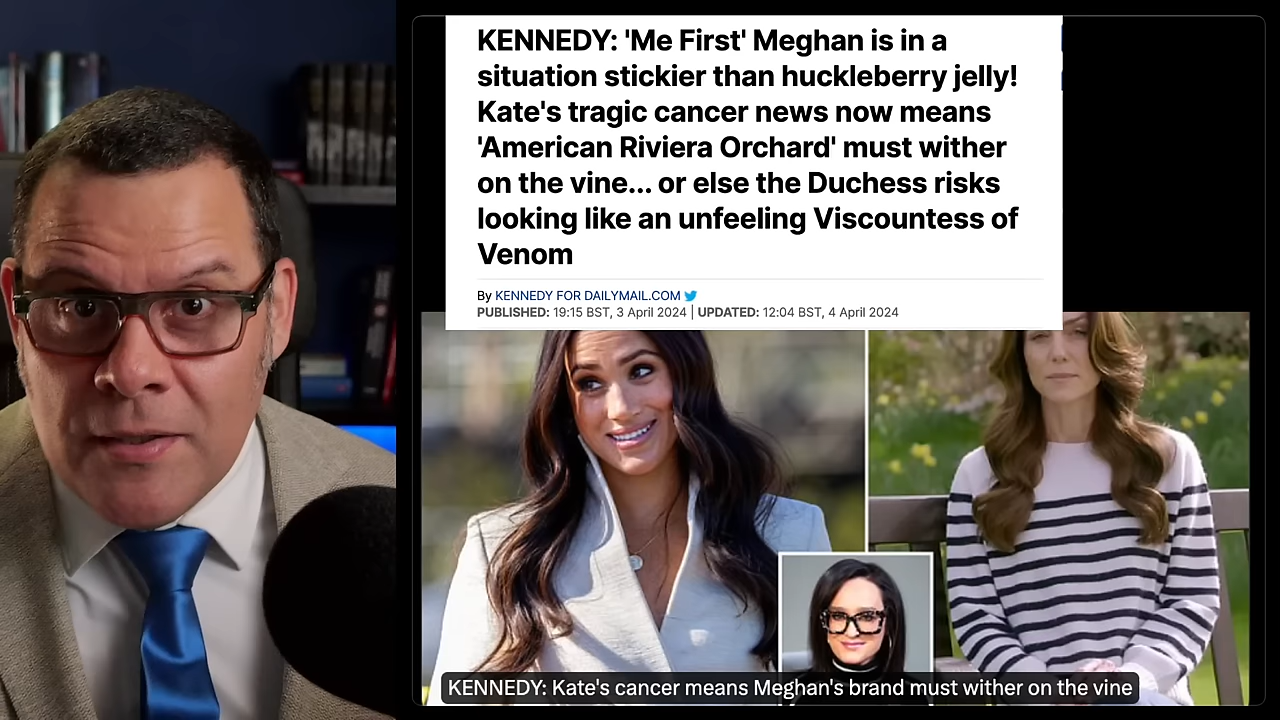 KENNEDY: 'Me First' Meghan is in a
situation stickier than huckleberry jelly!
Kate's tragic cancer news now means
'American Riviera Orchard' must wither
on the vine... or else the Duchess risks
looking like an unfeeling Viscountess of
Venom
By KENNEDY FOR DAILYMAIL.COM
PUBLISHED: 19:15 BST, 3 April 2024 | UPDATED: 12:04 BST, 4 April 2024
KENNEDY: Kate's cancer means Meghan's brand must wither on the vine